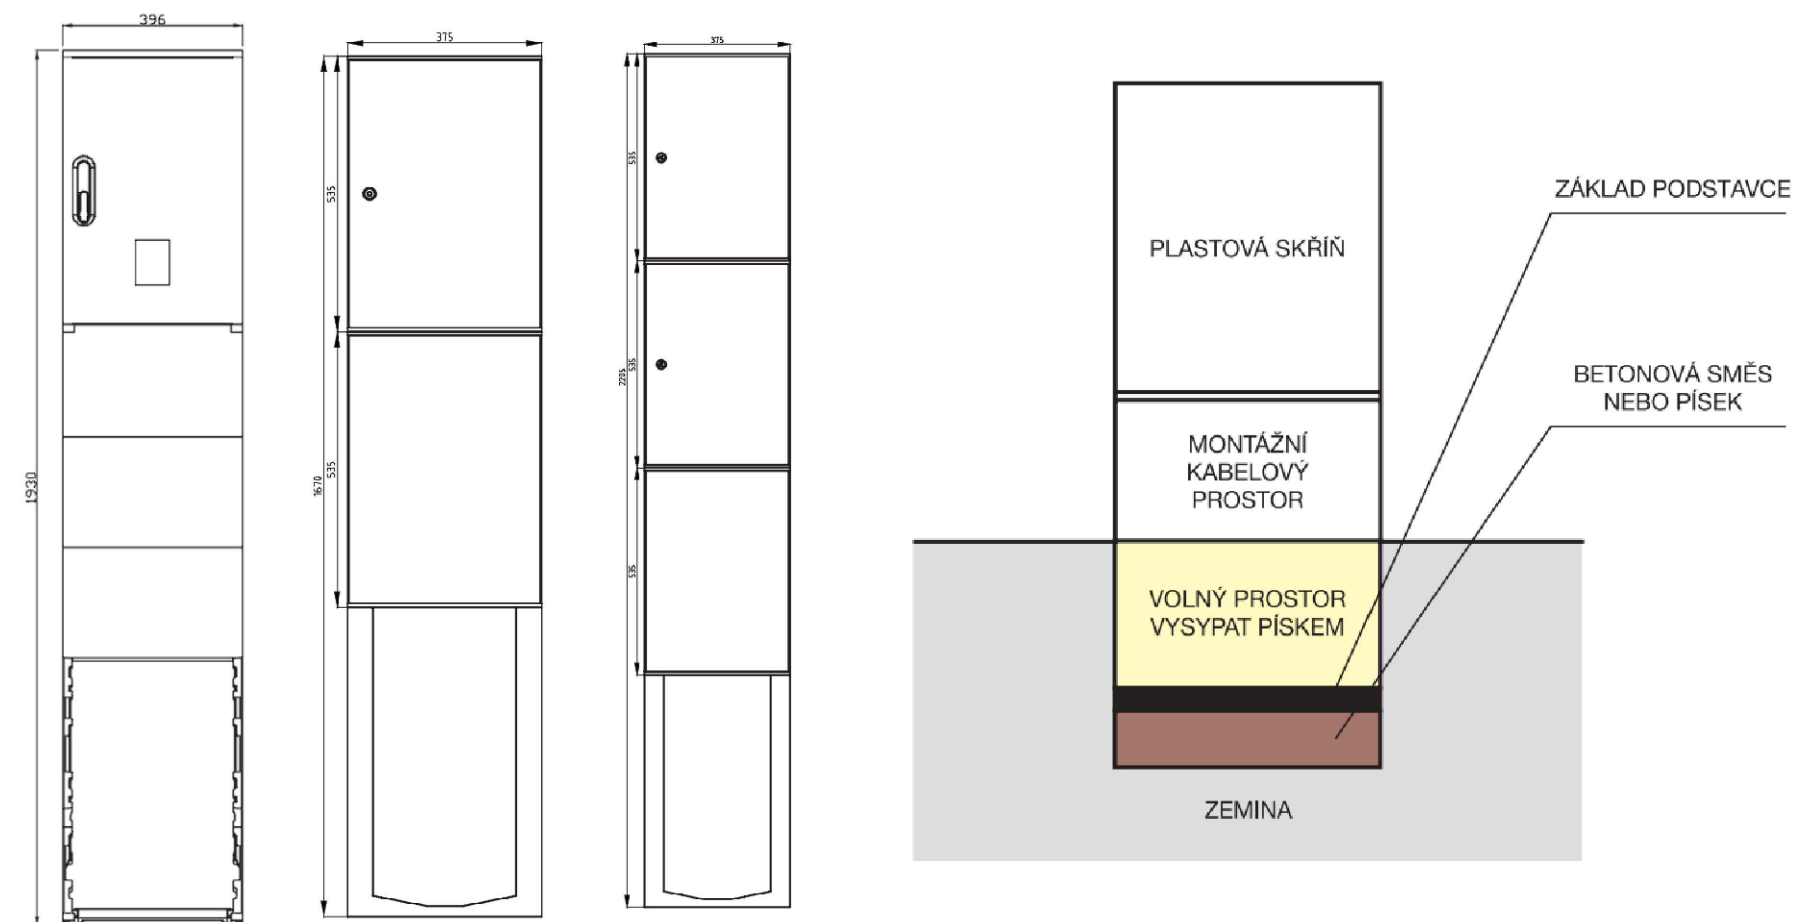 396
1930
375
535
535
1670
375
535
535
535
2205
PLASTOVÁ SKŘÍŇ
MONTÁŽNÍ
KABELOVÝ
PROSTOR
VOLNÝ PROSTOR
VYSYPAT PÍSKEM
ZEMINA
ZÁKLAD PODSTAVCE
BETONOVÁ SMĚS
NEBO PÍSEK